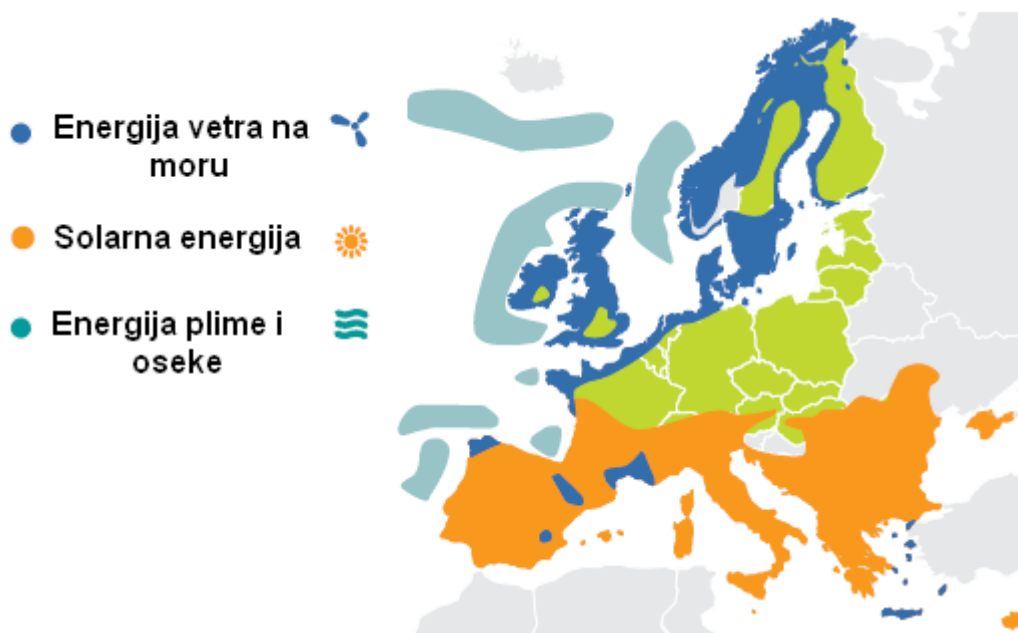 Energija vetra na
moru
Solarna energija
Energija plime i
oseke